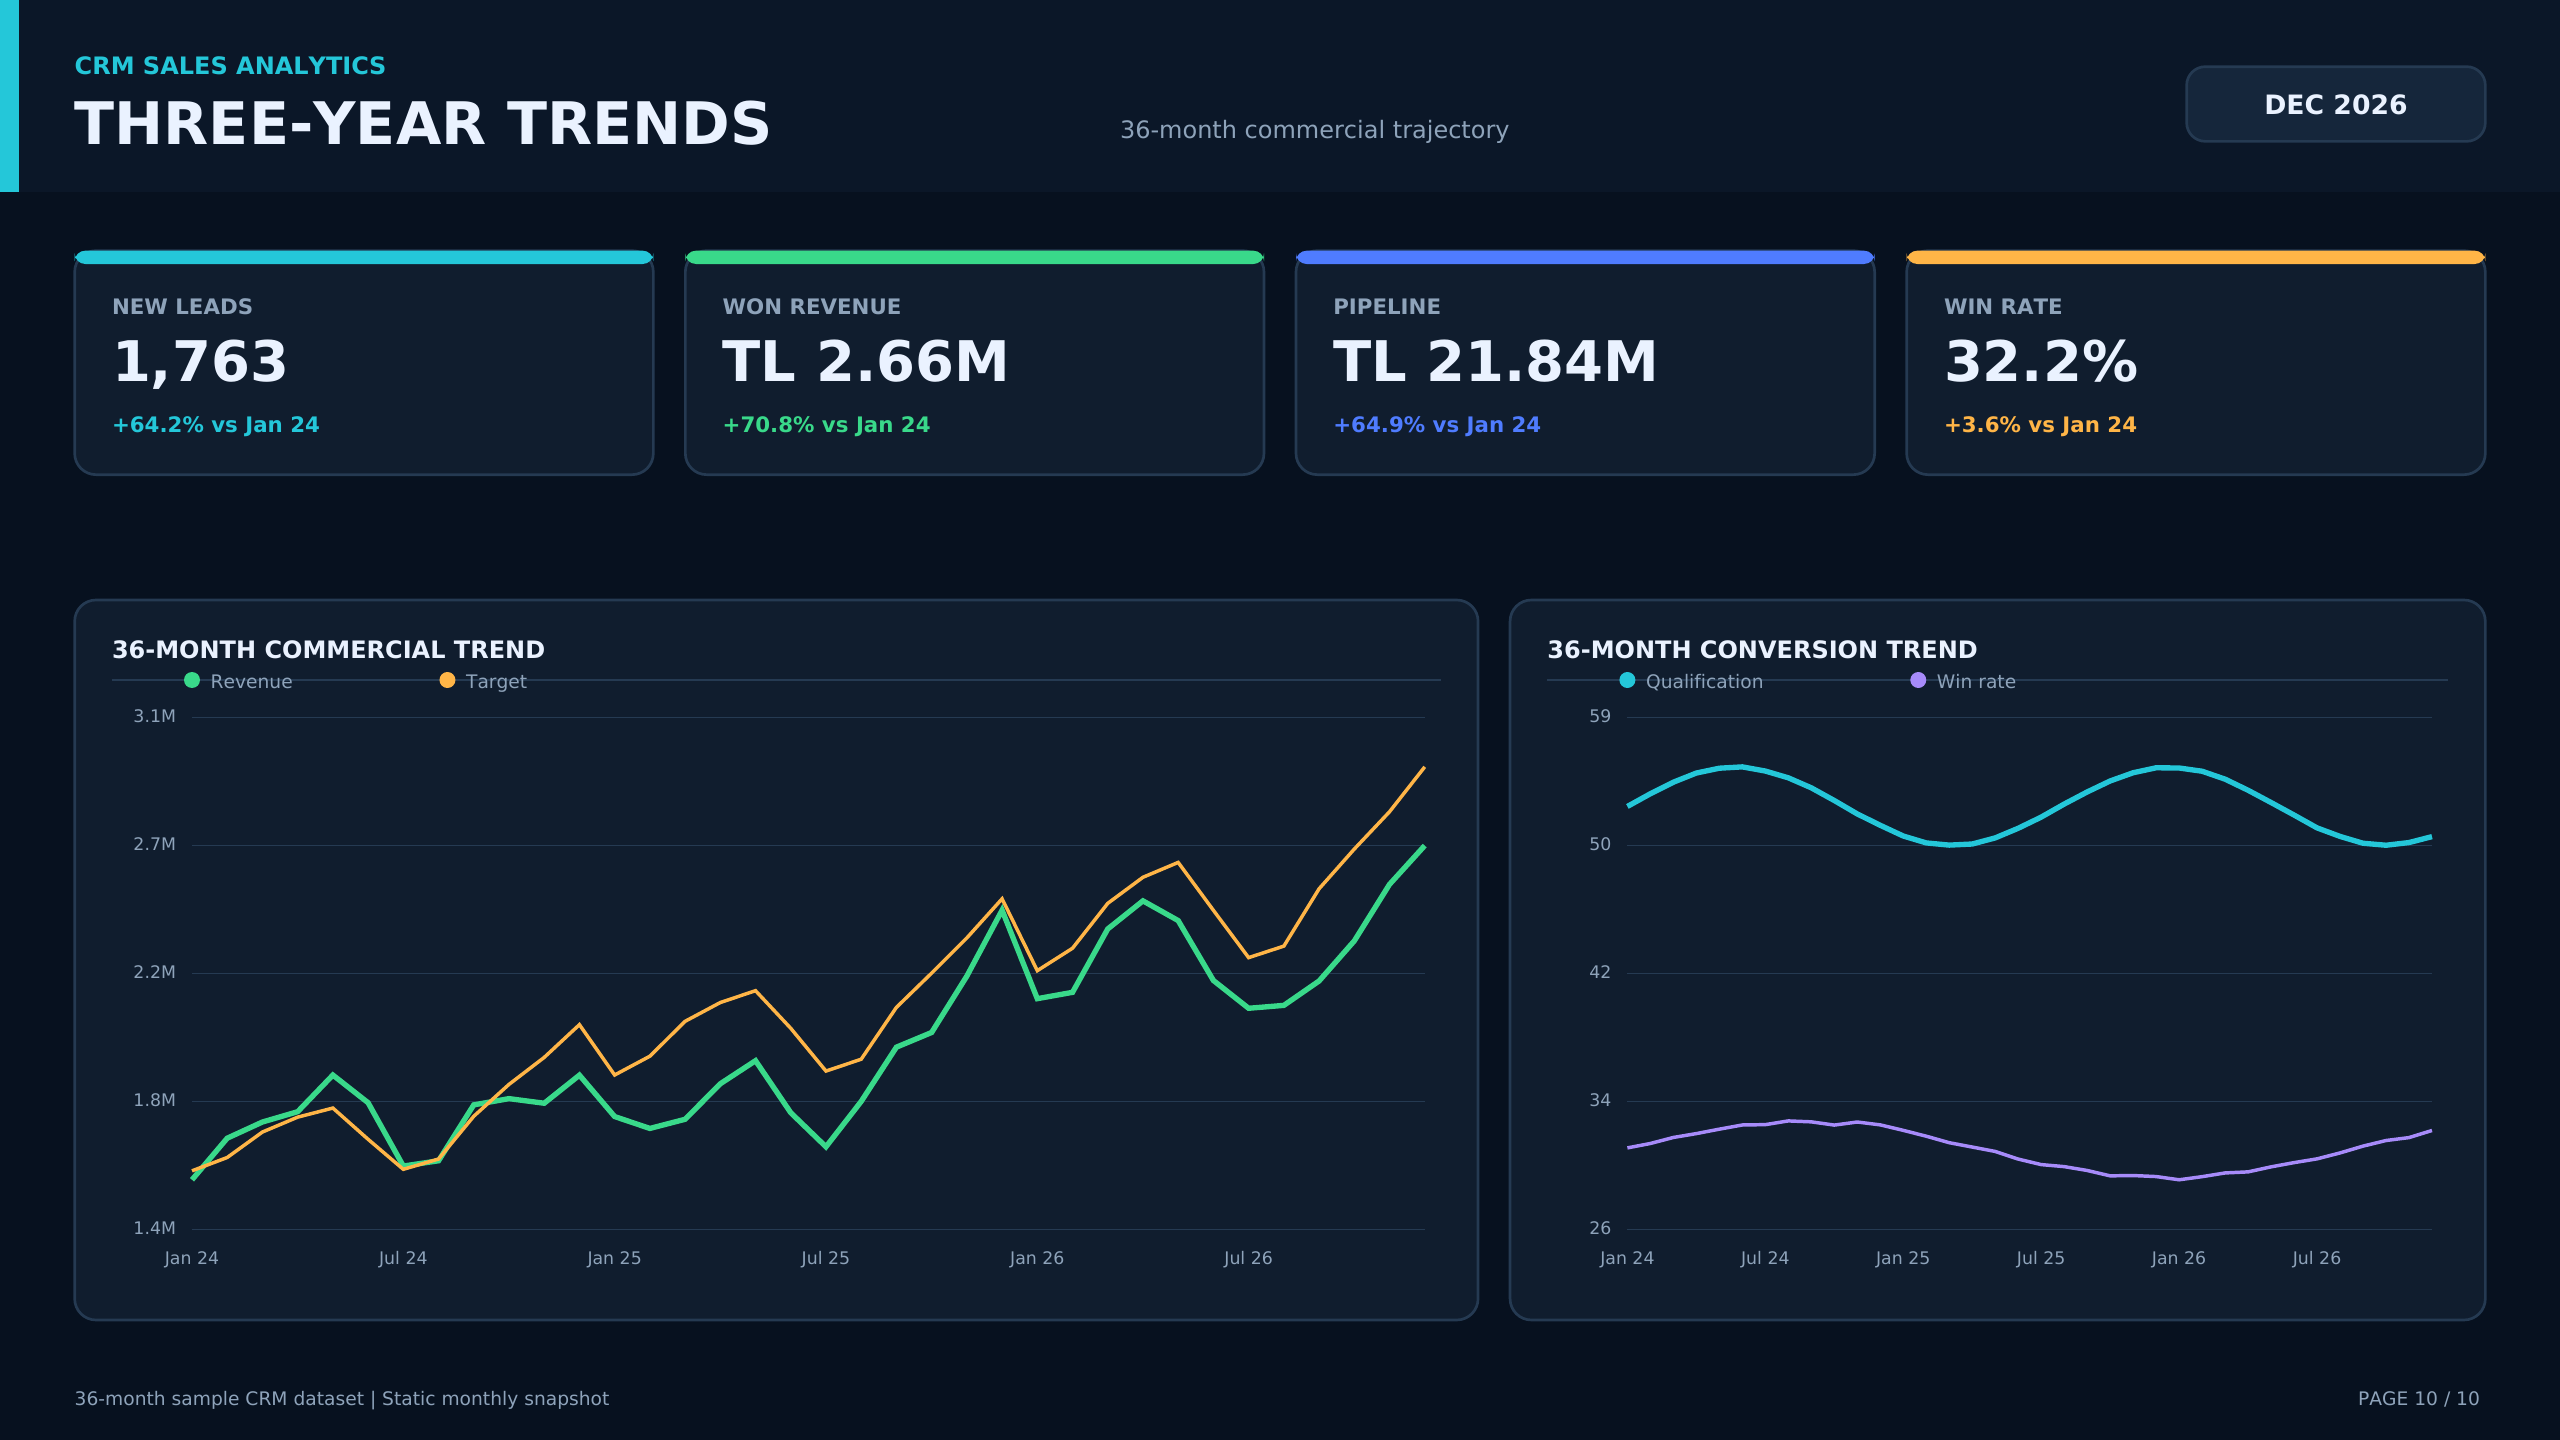 CRM SALES ANALYTICS
THREE-YEAR TRENDS
36-month commercial trajectory
DEC 2026
NEW LEADS
1,763
+64.2% vs Jan 24
WON REVENUE
TL 2.66M
+70.8% vs Jan 24
PIPELINE
TL 21.84M
+64.9% vs Jan 24
WIN RATE
32.2%
+3.6% vs Jan 24
36-MONTH COMMERCIAL TREND
Revenue Target
3.1M
2.7M
2.2M
1.8M
1.4M
Jan 24 Jul 24 Jan 25 Jul 25 Jan 26 Jul 26
36-MONTH CONVERSION TREND
Qualification Win rate
59
50
42
34
26
Jan 24 Jul 24 Jan 25 Jul 25 Jan 26 Jul 26
36-month sample CRM dataset | Static monthly snapshot
PAGE 10 / 10